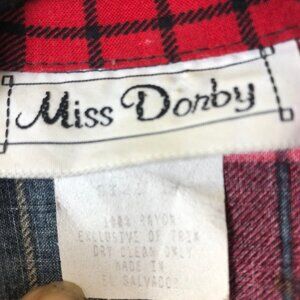 Miss Dorby
100% RAYON
EXCLUSIVE OF TRIM
DRY CLEAN ONLY
MADE IN
EL SALVADOR